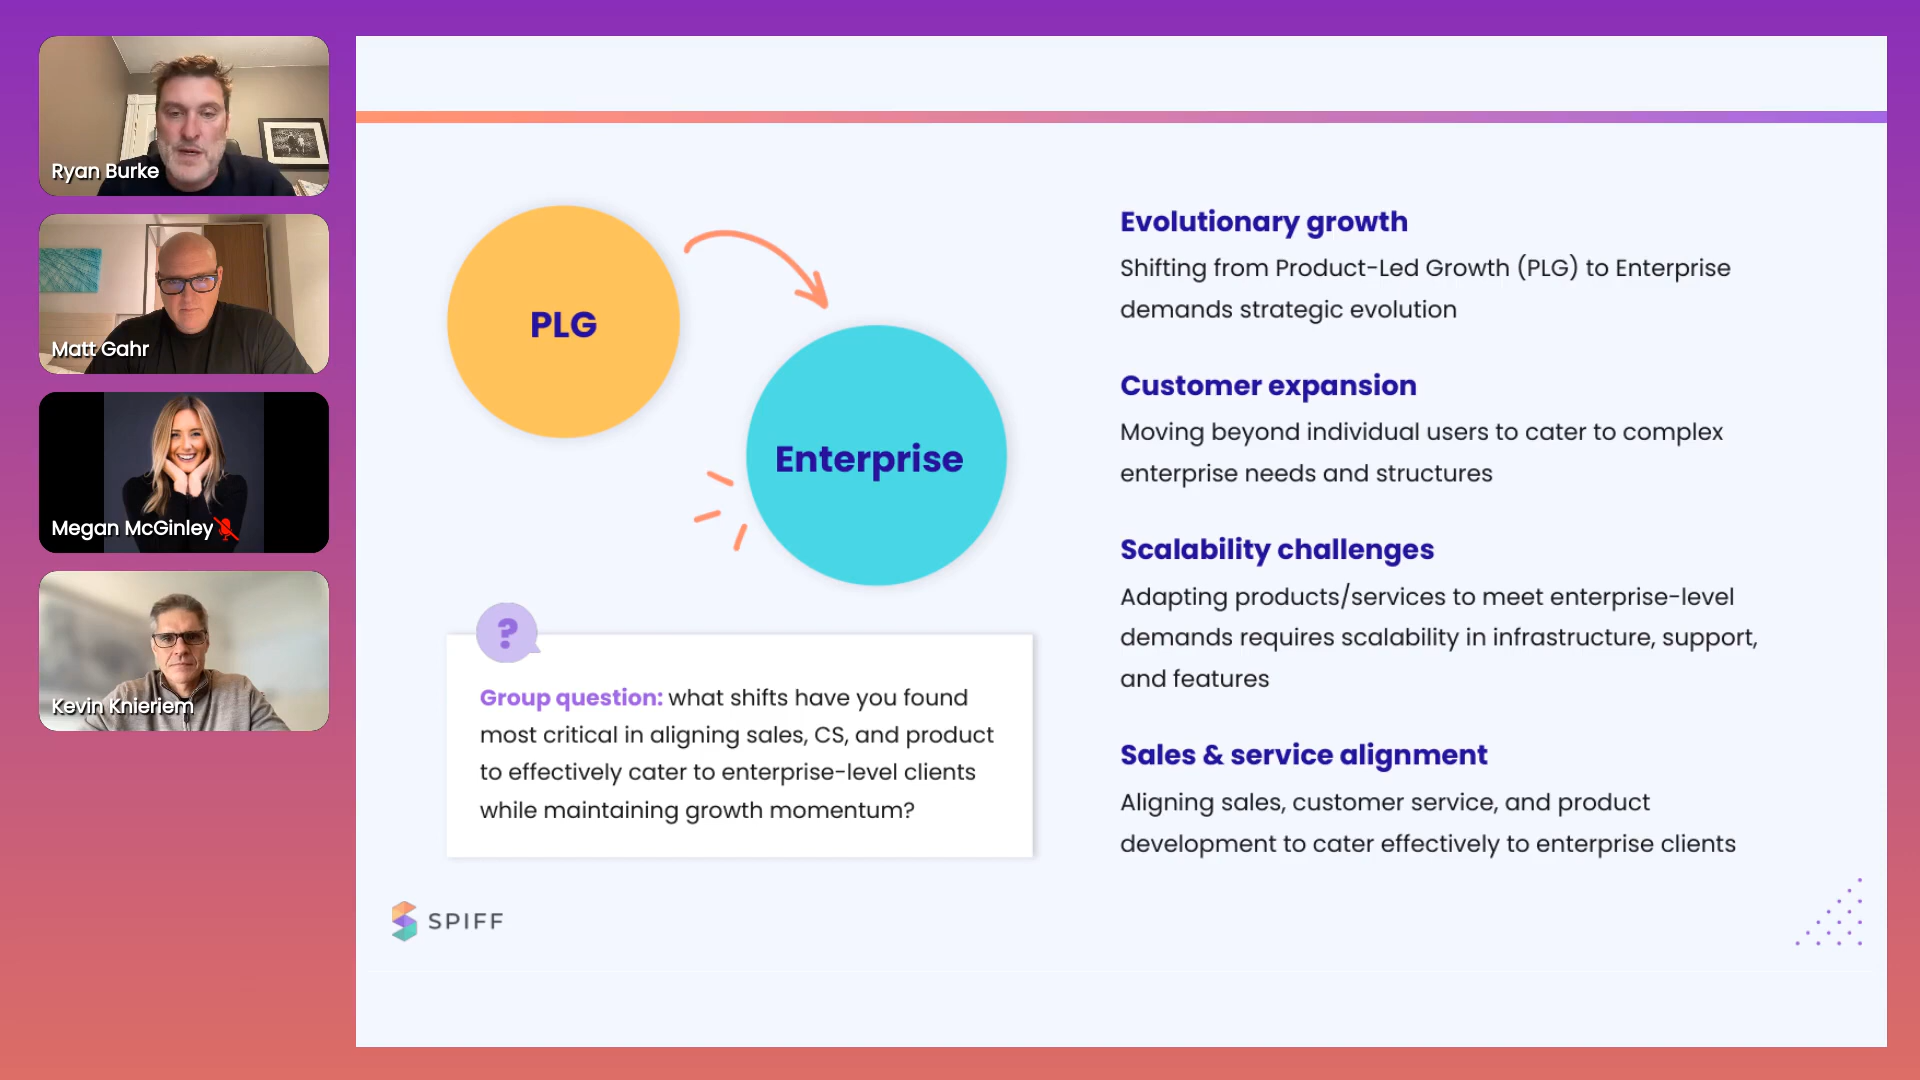 Ryan Burke
Matt Gahr
Megan McGinley
Kevin Knieriem
PLG
Enterprise
?
Group question: what shifts have you found
most critical in aligning sales, CS, and product
to effectively cater to enterprise-level clients
while maintaining growth momentum?
SPIFF
Evolutionary growth
Shifting from Product-Led Growth (PLG) to Enterprise
demands strategic evolution
Customer expansion
Moving beyond individual users to cater to complex
enterprise needs and structures
Scalability challenges
Adapting products/services to meet enterprise-level
demands requires scalability in infrastructure, support,
and features
Sales & service alignment
Aligning sales, customer service, and product
development to cater effectively to enterprise clients